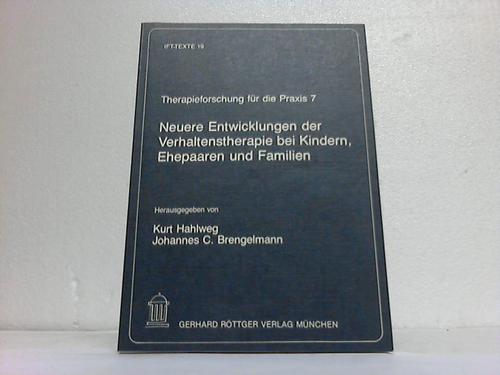 IFT-TEXTE 19
Therapieforschung für die Praxis 7
Neuere Entwicklungen der
Verhaltenstherapie bei Kindern,
Ehepaaren und Familien
Herausgegeben von
Kurt Hahlweg
Johannes C. Brengelmann
GERHARD RÖTTGER VERLAG MÜNCHEN